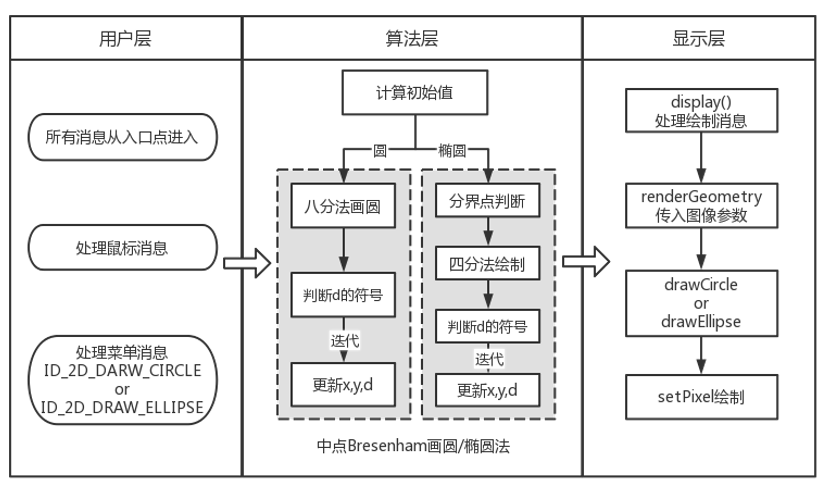 用户层
算法层
显示层
所有消息从入口点进入
处理鼠标消息
处理菜单消息
ID_2D_DARW_CIRCLE
or
ID_2D_DRAW_ELLIPSE
计算初始值
圆
椭圆
八分法画圆
判断d的符号
迭代
更新x,y,d
分界点判断
四分法绘制
判断d的符号
迭代
更新x,y,d
中点Bresenham画圆/椭圆法
display()
处理绘制消息
renderGeometry
传入图像参数
drawCircle
or
drawEllipse
setPixel绘制